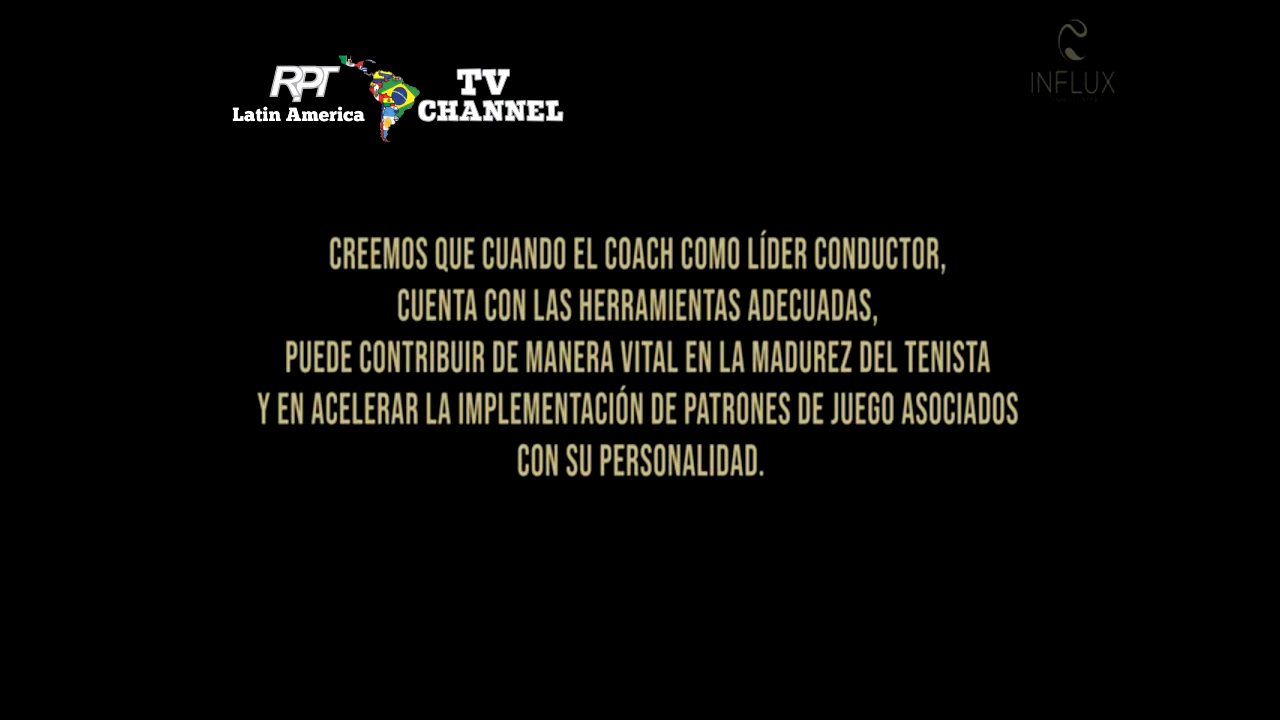 RPT
Latin America
TV
CHANNEL
INFLUX
CREEMOS QUE CUANDO EL COACH COMO LÍDER CONDUCTOR,
CUENTA CON LAS HERRAMIENTAS ADECUADAS,
PUEDE CONTRIBUIR DE MANERA VITAL EN LA MADUREZ DEL TENISTA
Y EN ACELERAR LA IMPLEMENTACIÓN DE PATRONES DE JUEGO ASOCIADOS
CON SU PERSONALIDAD.